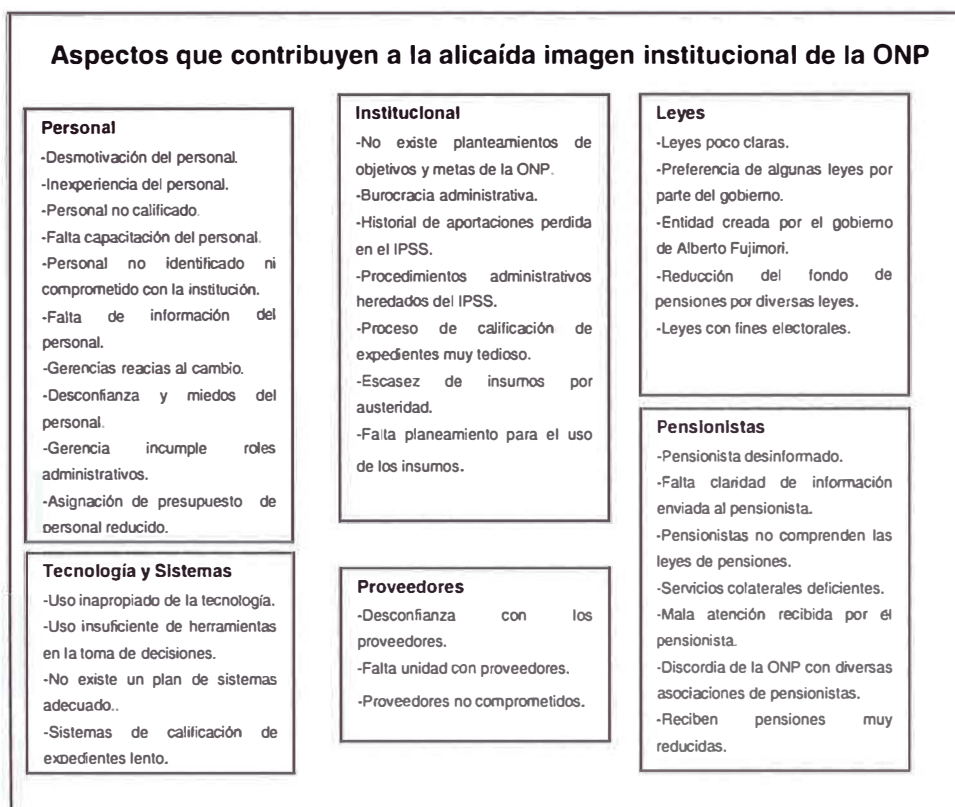 Aspectos que contribuyen a la alicaída imagen institucional de la ONP
Personal
-Desmotivación del personal.
-Inexperiencia del personal.
-Personal no calificado.
-Falta capacitación del personal.
-Personal no identificado ni
comprometido con la institución.
-Falta de información del
personal.
-Gerencias reacias al cambio.
-Desconfianza y miedos del
personal.
-Gerencia incumple roles
administrativos.
-Asignación de presupuesto de
personal reducido.
Tecnología y Sistemas
-Uso inapropiado de la tecnología.
-Uso insuficiente de herramientas
en la toma de decisiones.
-No existe un plan de sistemas
adecuado..
-Sistemas de calificación de
expedientes lento.
Institucional
-No existe planteamientos de
objetivos y metas de la ONP.
-Burocracia administrativa.
-Historial de aportaciones perdida
en el IPSS.
-Procedimientos administrativos
heredados del IPSS.
-Proceso de calificación de
expedientes muy tedioso.
-Escasez de insumos por
austeridad.
-Falta planeamiento para el uso
de los insumos.
Proveedores
-Desconfianza con los
proveedores.
-Falta unidad con proveedores.
-Proveedores no comprometidos.
Leyes
-Leyes poco claras.
-Preferencia de algunas leyes por
parte del gobierno.
-Entidad creada por el gobierno
de Alberto Fujimori.
-Reducción del fondo de
pensiones por diversas leyes.
-Leyes con fines electorales.
Pensionistas
-Pensionista desinformado.
-Falta claridad de información
enviada al pensionista.
-Pensionistas no comprenden las
leyes de pensiones.
-Servicios colaterales deficientes.
-Mala atención recibida por el
pensionista.
-Discordia de la ONP con diversas
asociaciones de pensionistas.
-Reciben pensiones muy
reducidas.